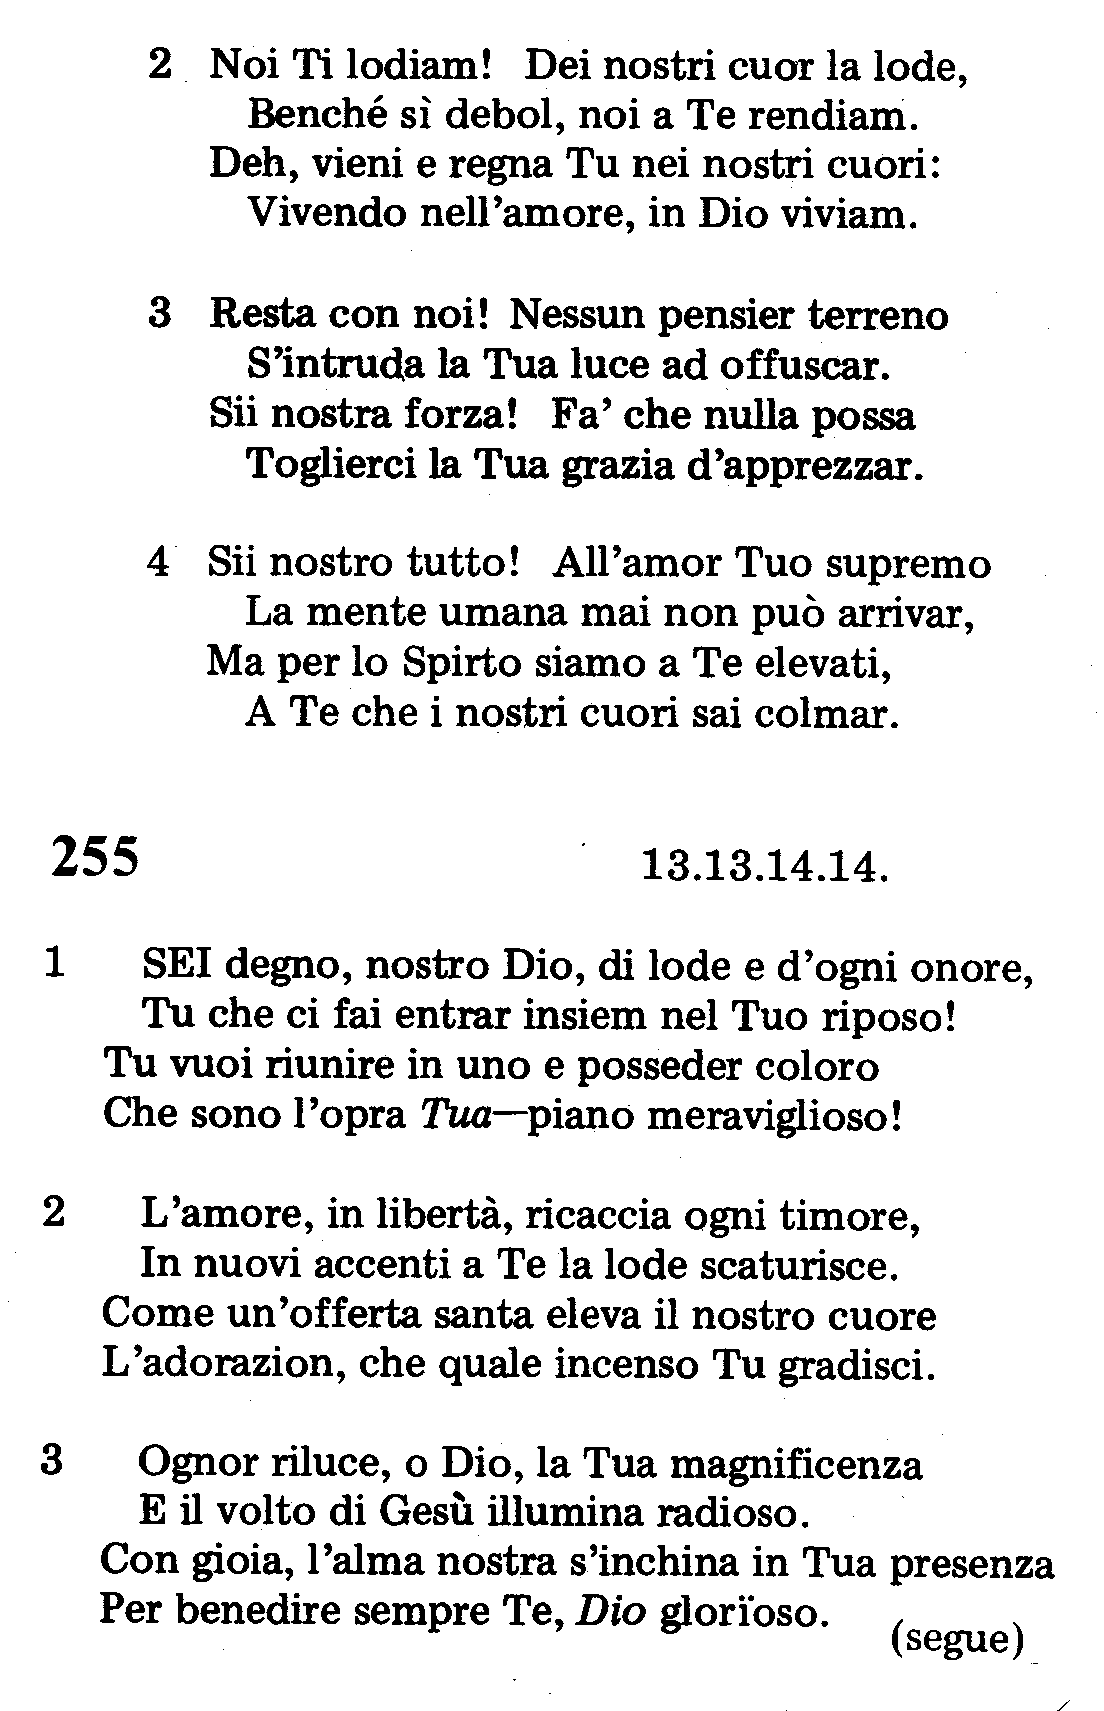 2 Noi Ti lodiam! Dei nostri cuor la lode,
Benché sì debol, noi a Te rendiam.
Deh, vieni e regna Tu nei nostri cuori:
Vivendo nell'amore, in Dio viviam.
3 Resta con noi! Nessun pensier terreno
S'intruda la Tua luce ad offuscar.
Sii nostra forza! Fa' che nulla possa
Toglierci la Tua grazia d'apprezzar.
4 Sii nostro tutto! All'amor Tuo supremo
La mente umana mai non può arrivar,
Ma per lo Spirto siamo a Te elevati,
A Te che i nostri cuori sai colmar.
255 13.13.14.14.
1 SEI degno, nostro Dio, di lode e d'ogni onore,
Tu che ci fai entrar insiem nel Tuo riposo!
Tu vuoi riunire in uno e posseder coloro
Che sono l'opra Tua—piano meraviglioso!
2 L'amore, in libertà, ricaccia ogni timore,
In nuovi accenti a Te la lode scaturisce.
Come un'offerta santa eleva il nostro cuore
L'adorazion, che quale incenso Tu gradisci.
3 Ognor riluce, o Dio, la Tua magnificenza
E il volto di Gesù illumina radioso.
Con gioia, l'alma nostra s'inchina in Tua presenza
Per benedire sempre Te, Dio glorïoso.
(segue)